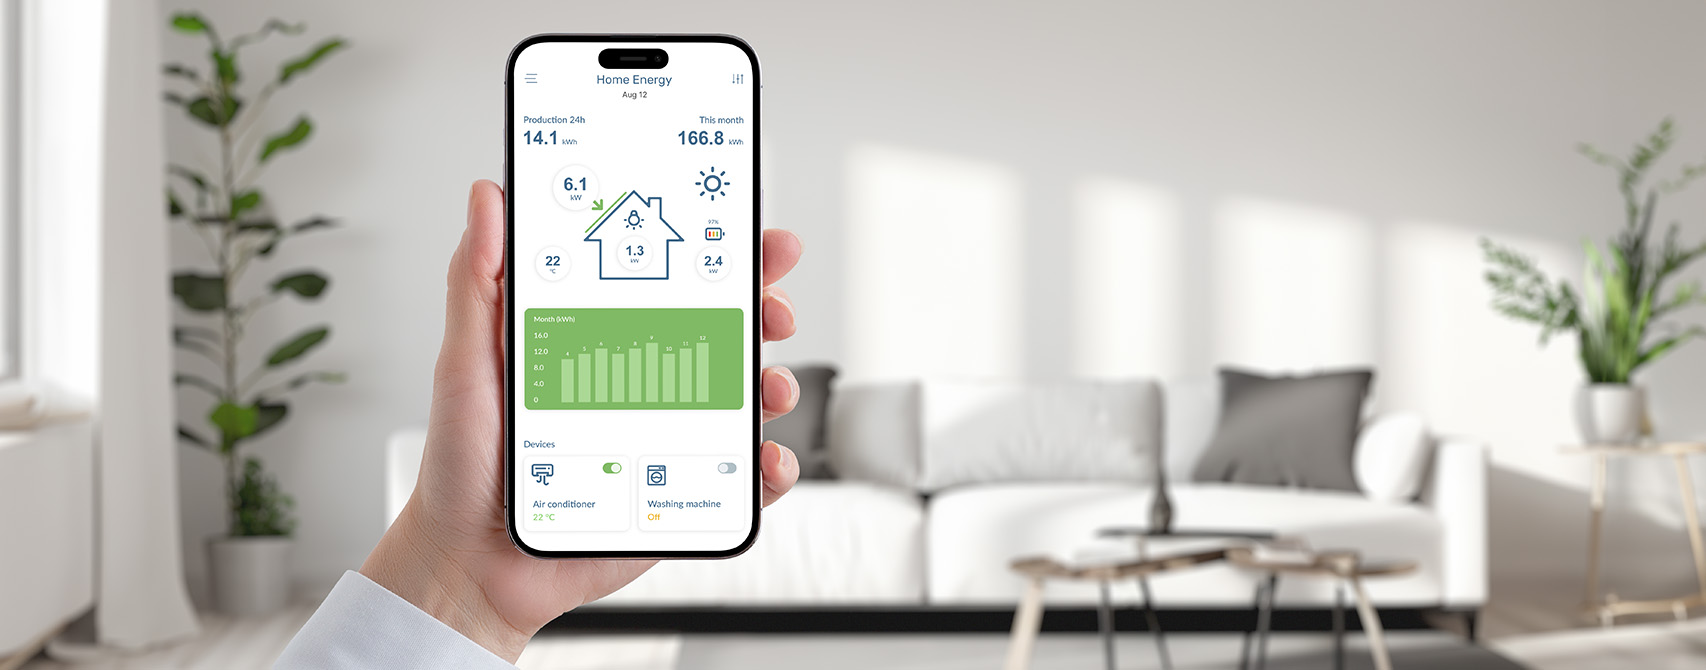 Home Energy
Aug 12
Production 24h
This month
14.1 kWh
166.8 kWh
6.1
kW
97%
1.3
kW
22
°C
2.4
kW
Month (kWh)
16.0
12.0
8.0
4.0
0
4 5 6 7 8 9 10 11 12
Devices
Air conditioner
22 °C
Washing machine
Off